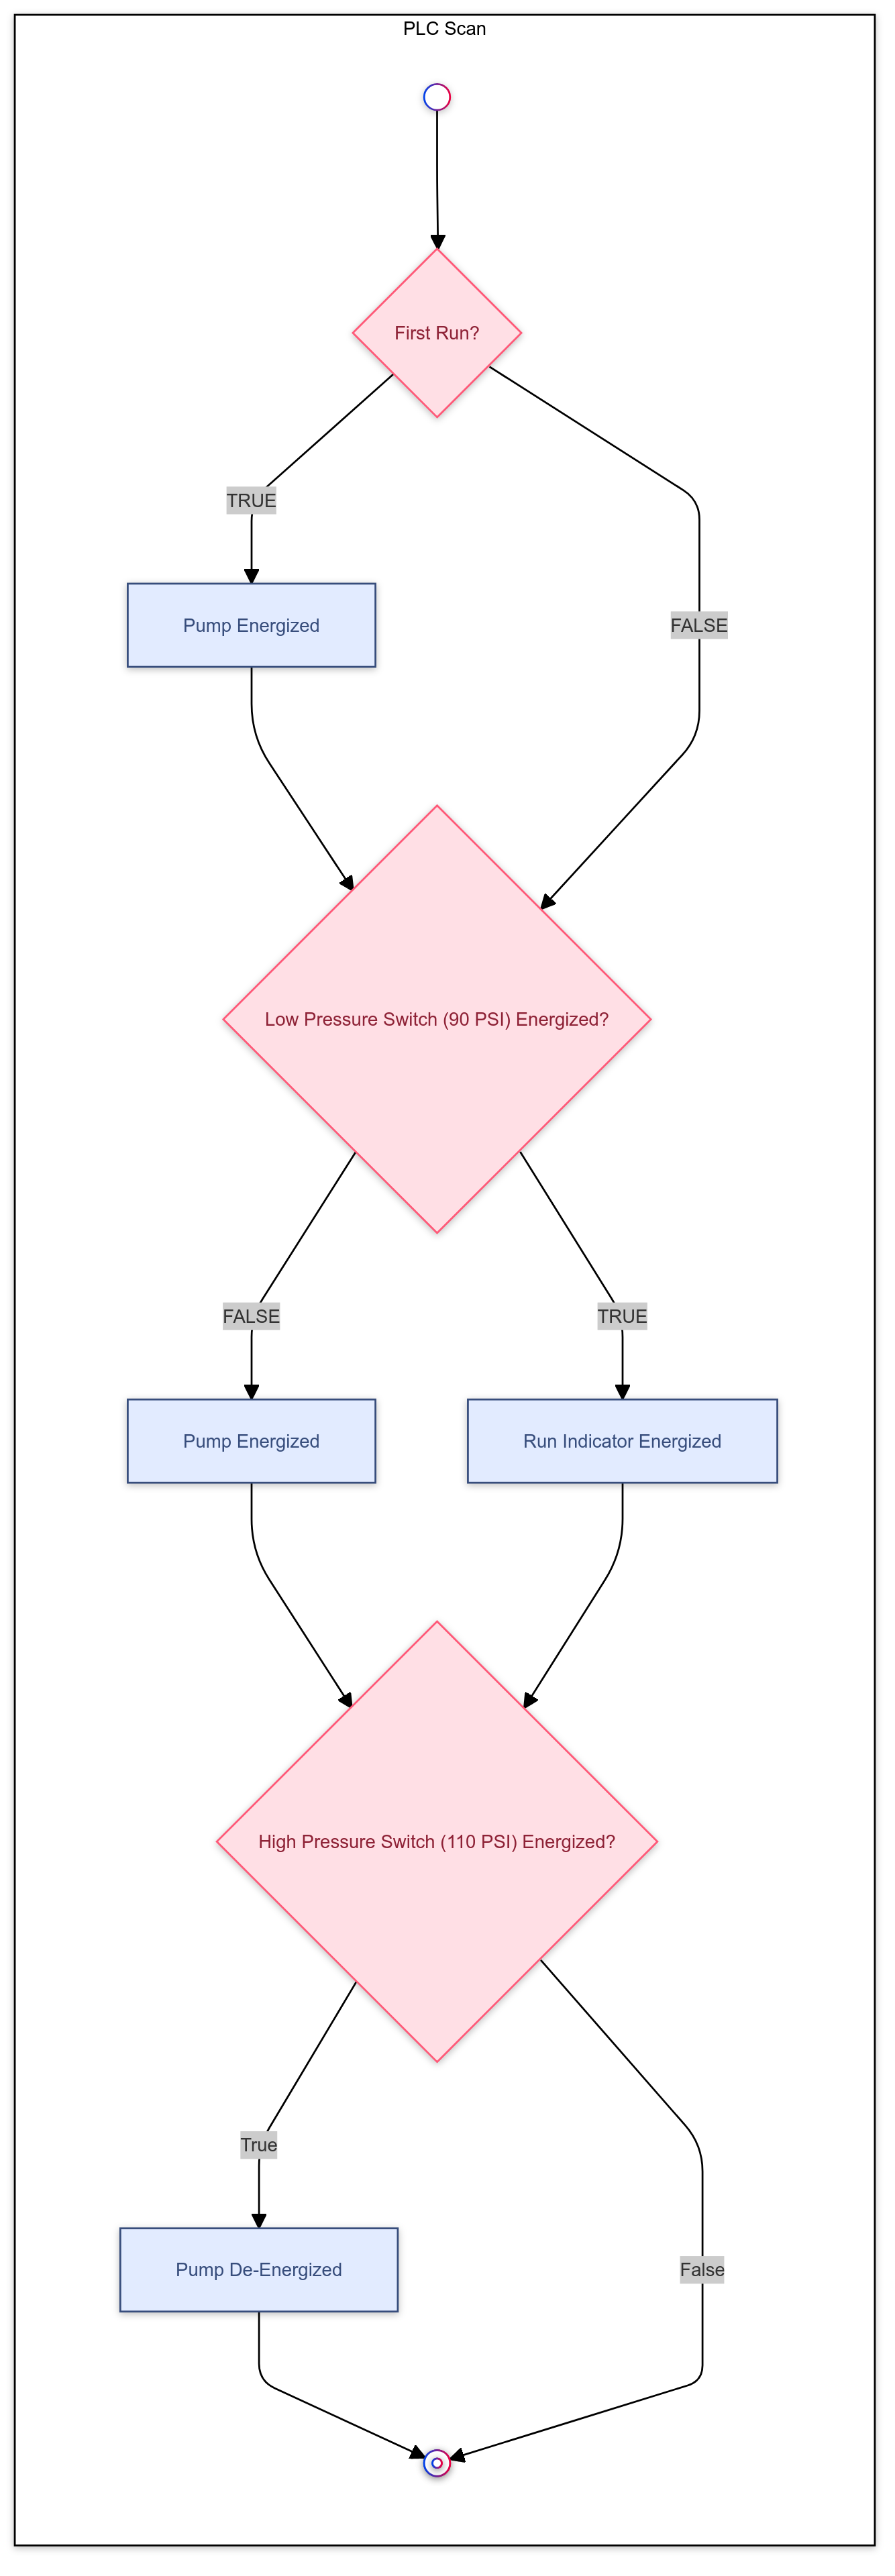 PLC Scan
First Run?
TRUE
Pump Energized
FALSE
Low Pressure Switch (90 PSI) Energized?
FALSE
TRUE
Pump Energized
Run Indicator Energized
High Pressure Switch (110 PSI) Energized?
True
Pump De-Energized
False